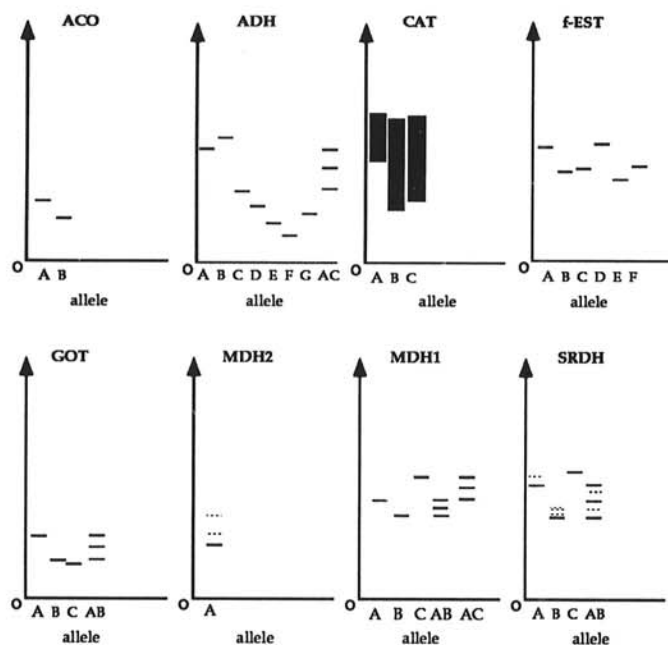 ACO
ADH
CAT
f-EST
O
A B
allele
O
A B C D E F G AC
allele
O
A B C
allele
O
A B C D E F
allele
GOT
MDH2
MDH1
SRDH
O
A B C AB
allele
O
A
allele
O
A B C AB AC
allele
O
A B C AB
allele